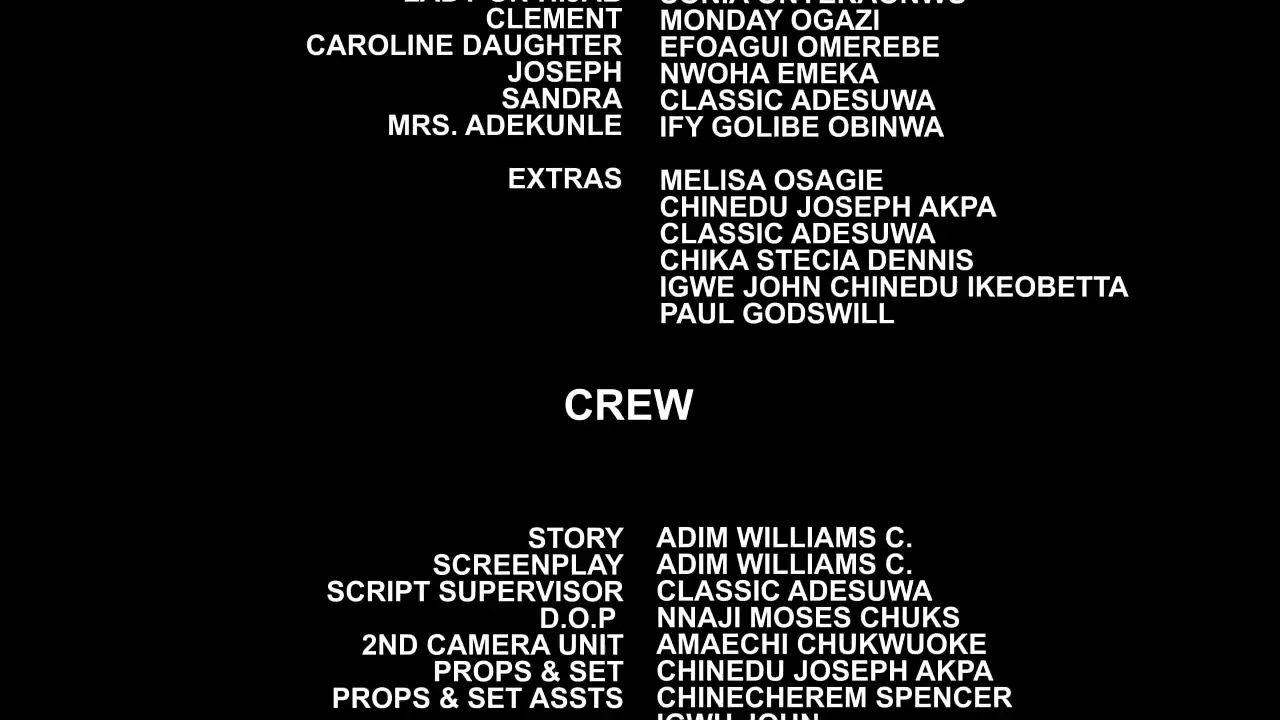 CLEMENT MONDAY OGAZI
CAROLINE DAUGHTER EFOAGUI OMEREBE
JOSEPH NWOHA EMEKA
SANDRA CLASSIC ADESUWA
MRS. ADEKUNLE IFY GOLIBE OBINWA
EXTRAS MELISA OSAGIE
CHINEDU JOSEPH AKPA
CLASSIC ADESUWA
CHIKA STECIA DENNIS
IGWE JOHN CHINEDU IKEOBETTA
PAUL GODSWILL
CREW
STORY ADIM WILLIAMS C.
SCREENPLAY ADIM WILLIAMS C.
SCRIPT SUPERVISOR CLASSIC ADESUWA
D.O.P NNAJI MOSES CHUKS
2ND CAMERA UNIT AMAECHI CHUKWUOKE
PROPS & SET CHINEDU JOSEPH AKPA
PROPS & SET ASSTS CHINECHEREM SPENCER